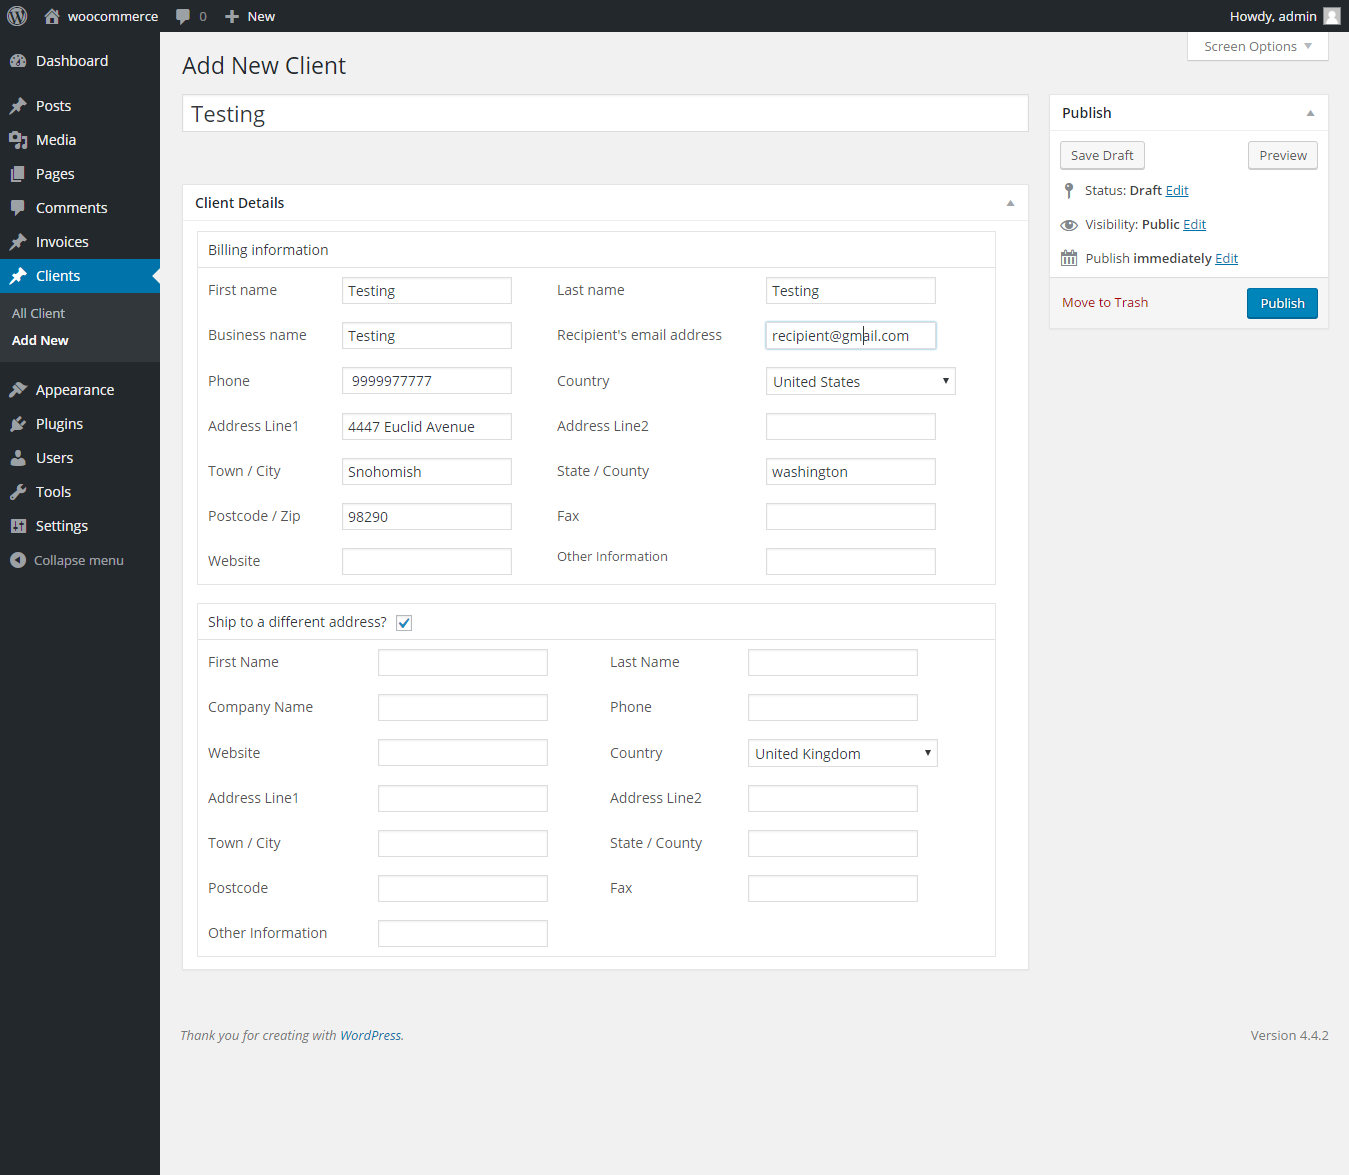 woocommerce 0 New Howdy, admin
Screen Options
Dashboard
Posts
Media
Pages
Comments
Invoices
Clients
All Client
Add New
Appearance
Plugins
Users
Tools
Settings
Collapse menu
Add New Client
Testing
Client Details
Billing information
First name Testing Last name Testing
Business name Testing Recipient's email address recipient@gmail.com
Phone 9999977777 Country United States
Address Line1 4447 Euclid Avenue Address Line2
Town / City Snohomish State / County washington
Postcode / Zip 98290 Fax
Website Other Information
Ship to a different address?
First Name Last Name
Company Name Phone
Website Country United Kingdom
Address Line1 Address Line2
Town / City State / County
Postcode Fax
Other Information
Publish
Save Draft Preview
Status: Draft Edit
Visibility: Public Edit
Publish immediately Edit
Move to Trash Publish
Thank you for creating with WordPress. Version 4.4.2